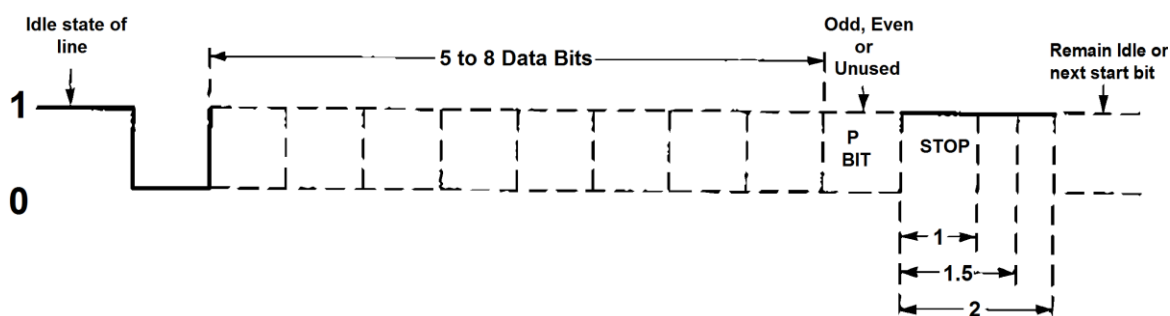 Idle state of
line
5 to 8 Data Bits
Odd, Even
or
Unused
Remain Idle or
next start bit
1
0
P
BIT
STOP
1
1.5
2